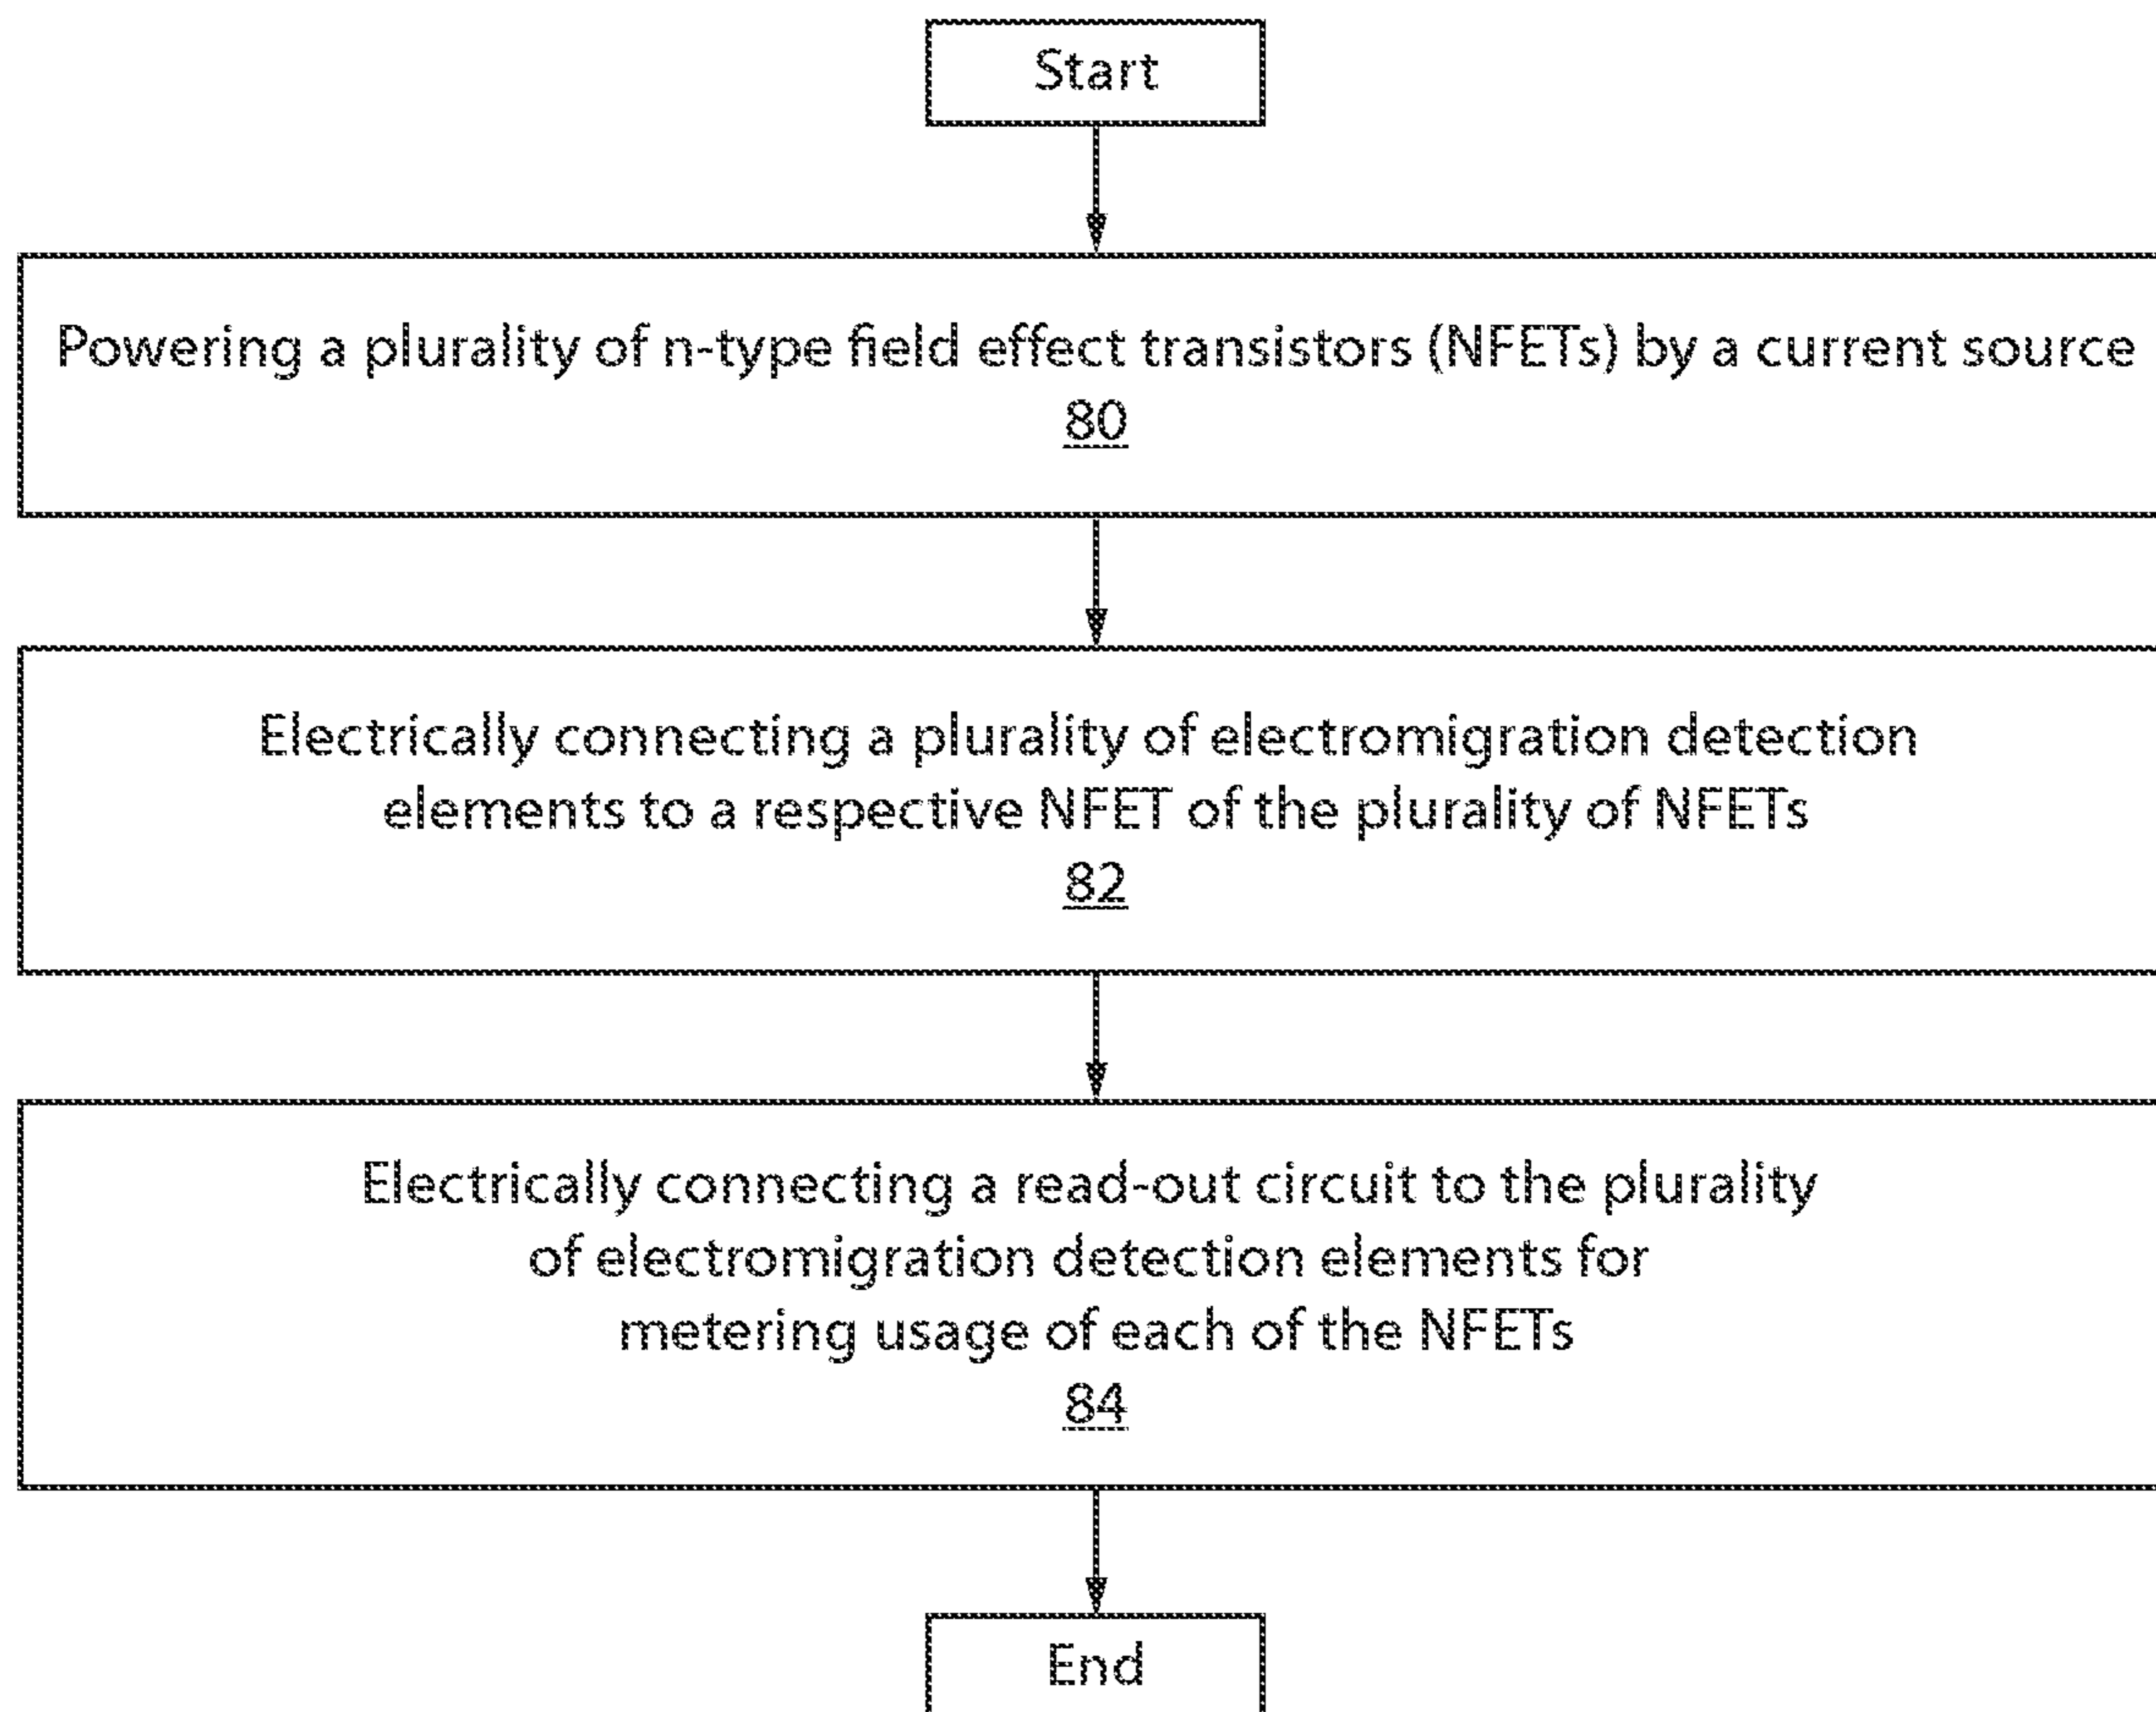 Start
Powering a plurality of n-type field effect transistors (NFETs) by a current source
80
Electrically connecting a plurality of electromigration detection
elements to a respective NFET of the plurality of NFETs
82
Electrically connecting a read-out circuit to the plurality
of electromigration detection elements for
metering usage of each of the NFETs
84
End